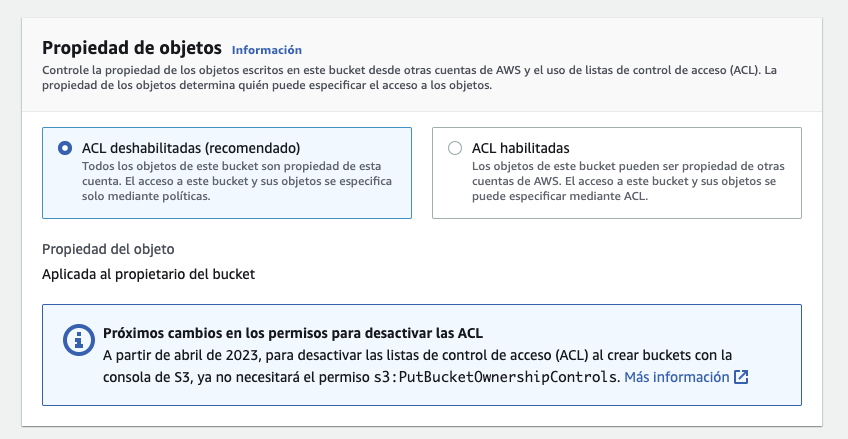 Propiedad de objetos Información
Controle la propiedad de los objetos escritos en este bucket desde otras cuentas de AWS y el uso de listas de control de acceso (ACL). La
propiedad de los objetos determina quién puede especificar el acceso a los objetos.
ACL deshabilitadas (recomendado)
Todos los objetos de este bucket son propiedad de esta
cuenta. El acceso a este bucket y sus objetos se especifica
solo mediante políticas.
ACL habilitadas
Los objetos de este bucket pueden ser propiedad de otras
cuentas de AWS. El acceso a este bucket y sus objetos se
puede especificar mediante ACL.
Propiedad del objeto
Aplicada al propietario del bucket
Próximos cambios en los permisos para desactivar las ACL
A partir de abril de 2023, para desactivar las listas de control de acceso (ACL) al crear buckets con la
consola de S3, ya no necesitará el permiso s3:PutBucketOwnershipControls. Más información